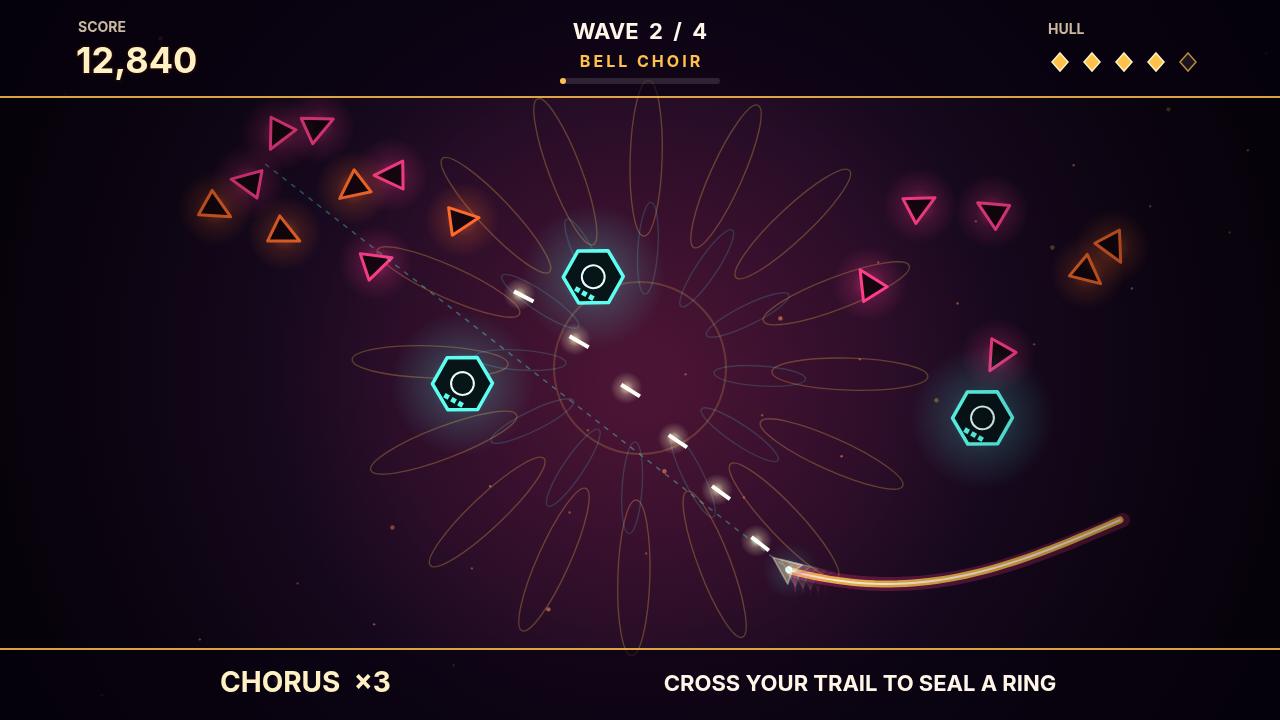 SCORE
12,840
WAVE 2 / 4
BELL CHOIR
HULL
CHORUS ×3
CROSS YOUR TRAIL TO SEAL A RING